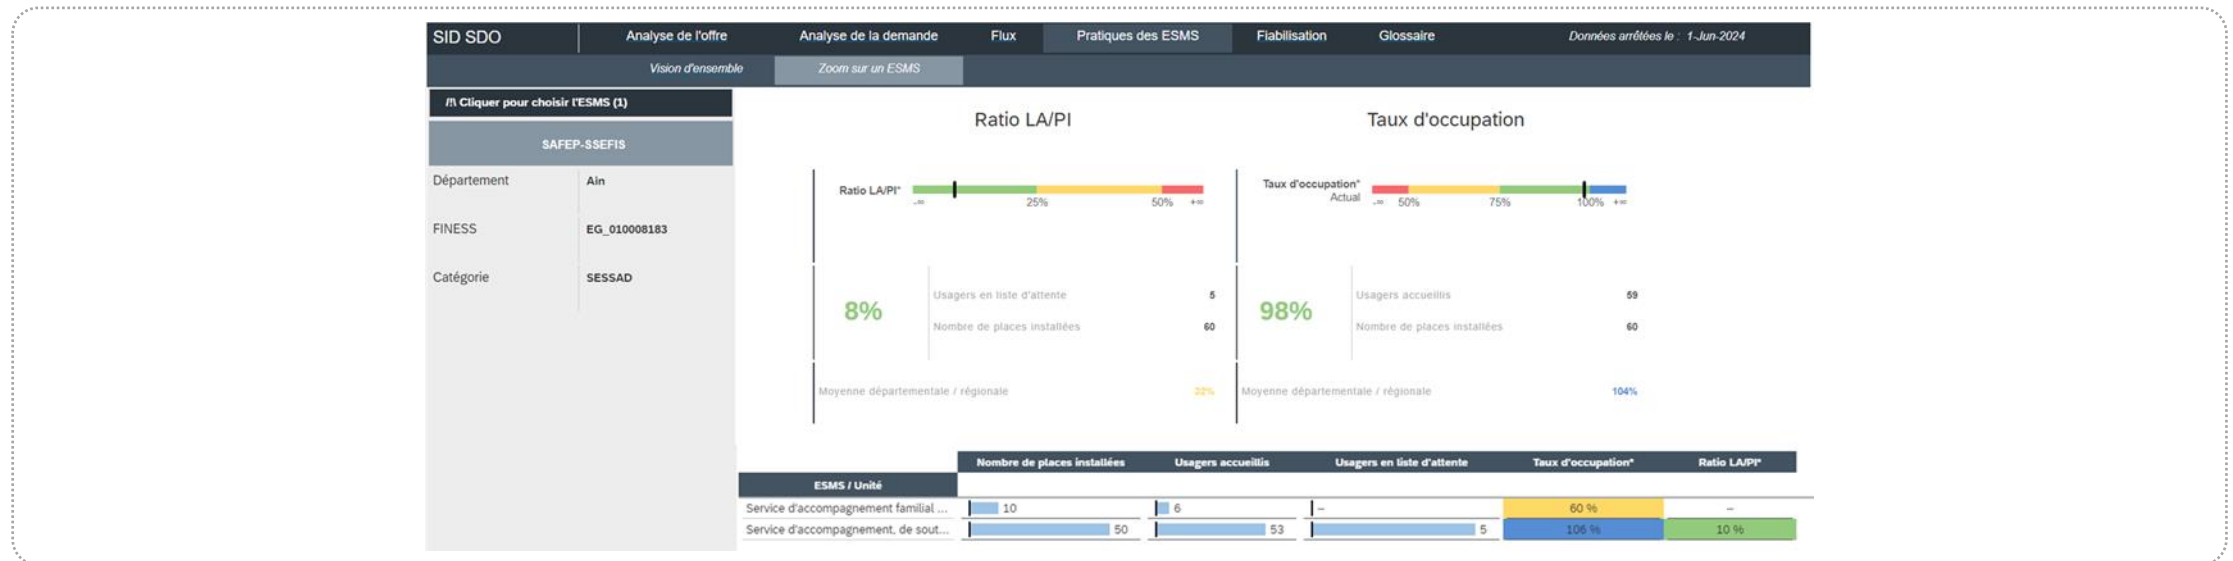 SID SDO Analyse de l'offre Analyse de la demande Flux Pratiques des ESMS Fiabilisation Glossaire Données arrêtées le : 1-Jun-2024
Vision d'ensemble Zoom sur un ESMS
/!\ Cliquer pour choisir l'ESMS (1)
SAFEP-SSEFIS
Département Ain
FINESS EG_010008183
Catégorie SESSAD
Ratio LA/PI Taux d'occupation
Ratio LA/PI*
-∞ 25% 50% +∞
Taux d'occupation*
Actual
-∞ 50% 75% 100% +∞
8%
Usagers en liste d'attente 5
Nombre de places installées 60
98%
Usagers accueillis 59
Nombre de places installées 60
Moyenne départementale / régionale 32%
Moyenne départementale / régionale 104%
Nombre de places installées Usagers accueillis Usagers en liste d'attente Taux d'occupation* Ratio LA/PI*
ESMS / Unité
Service d'accompagnement familial ... 10 6 – 60 % –
Service d'accompagnement, de sout... 50 53 5 106 % 10 %